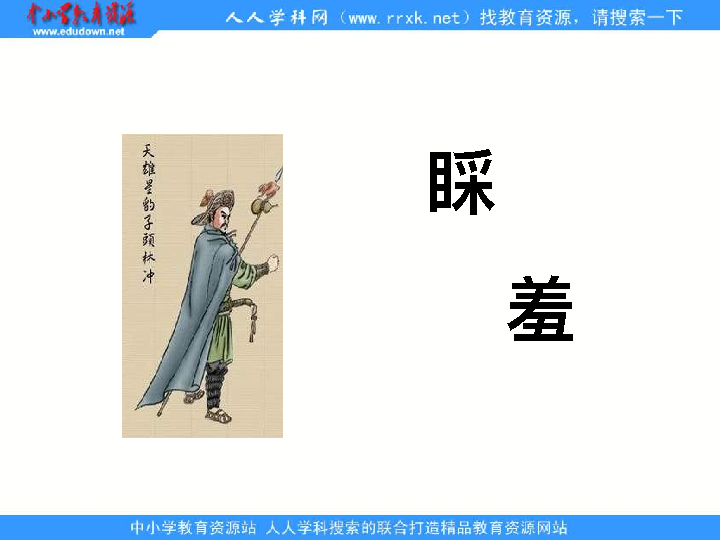 中小学教育资源
www.edudown.net
人人学科网（www.rrxk.net）找教育资源，请搜索一下
天雄星豹子頭林冲
睬
羞
中小学教育资源站 人人学科搜索的联合打造精品教育资源网站